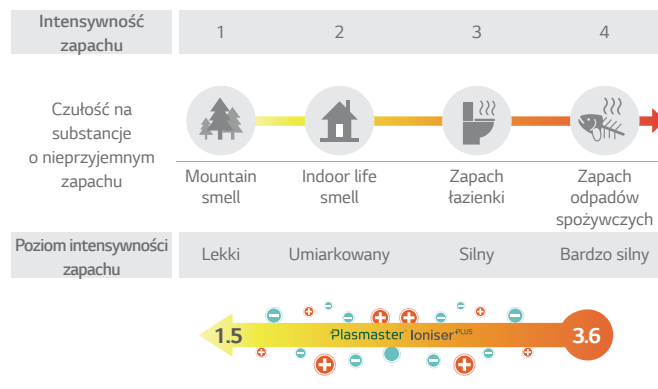 Intensywność
zapachu
1 2 3 4
Czułość na
substancje
o nieprzyjemnym
zapachu
Mountain
smell
Indoor life
smell
Zapach
łazienki
Zapach
odpadów
spożywczych
Poziom intensywności
zapachu
Lekki Umiarkowany Silny Bardzo silny
1.5 Plasmaster Ioniser PLUS 3.6